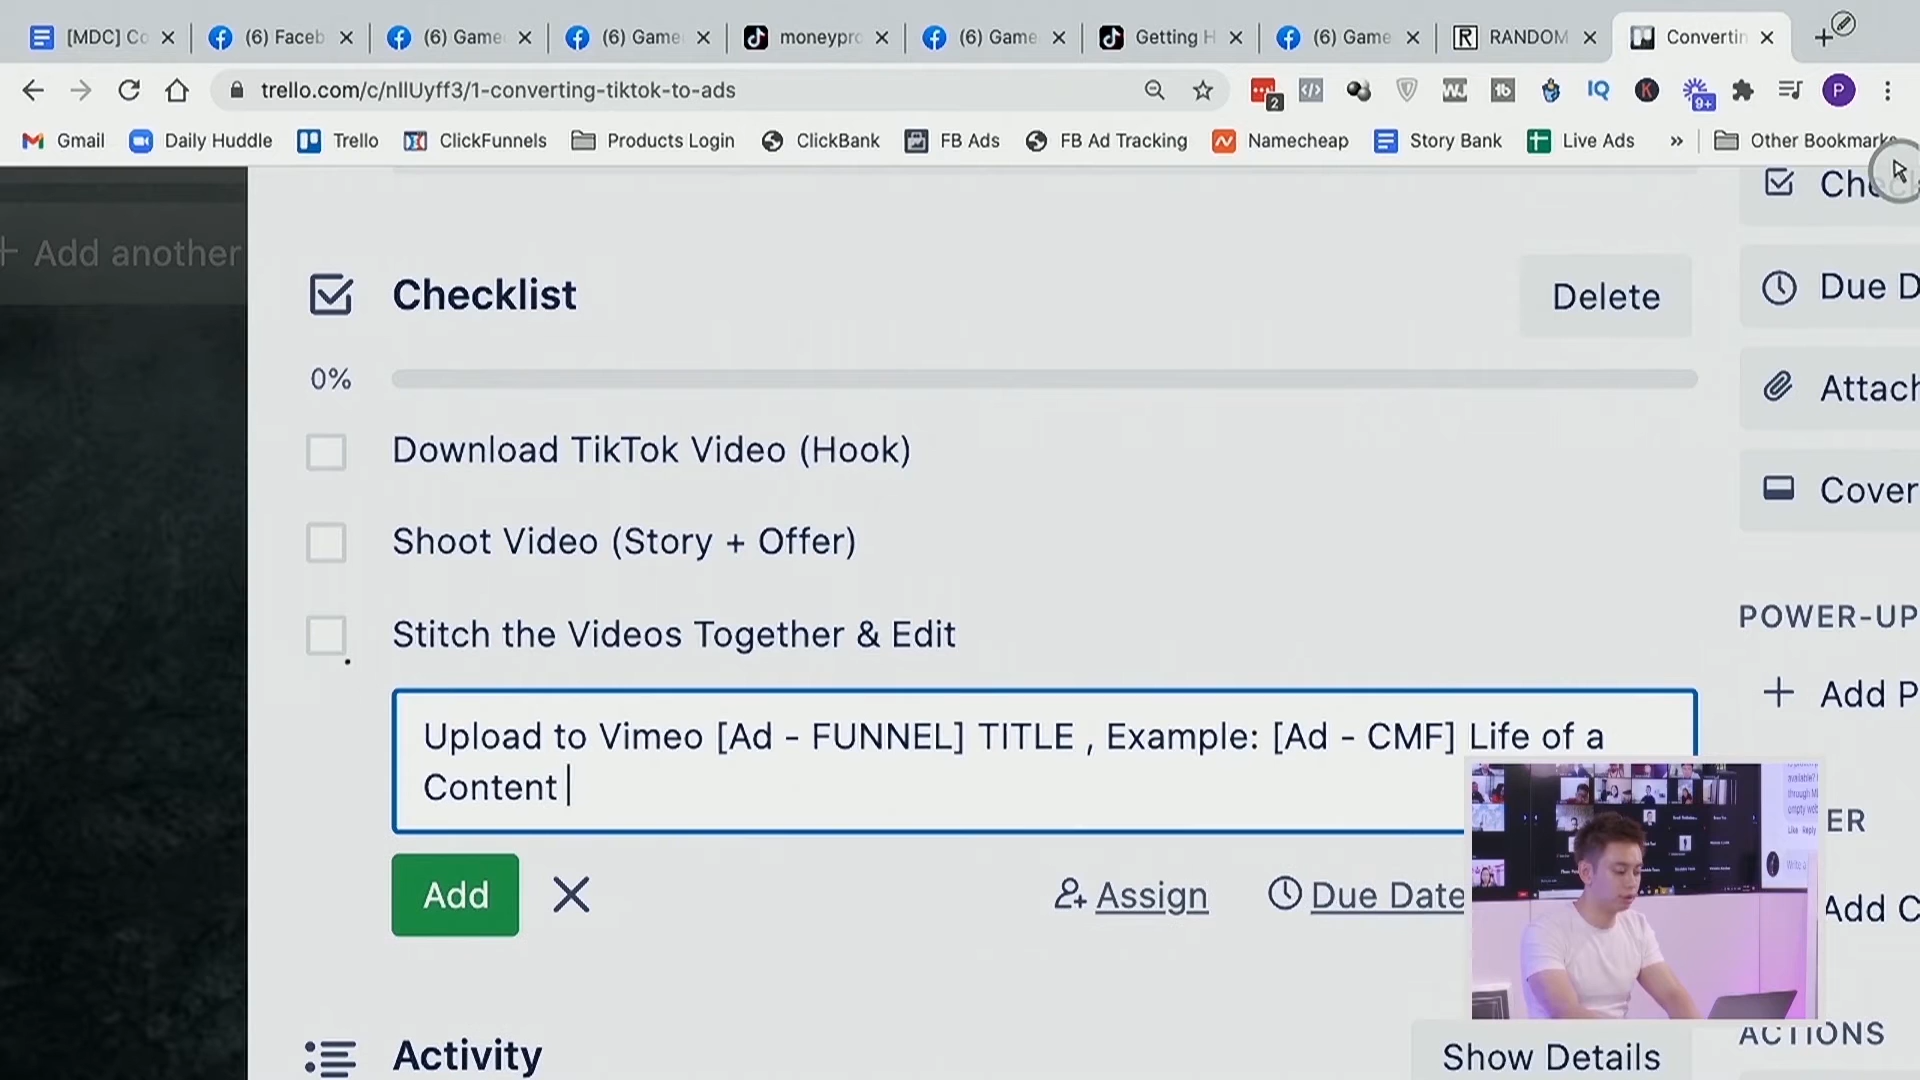 [MDC] Co
(6) Faceb
(6) Game
(6) Game
moneypro
(6) Game
Getting H
(6) Game
RANDOM
Convertin
trello.com/c/nllUyff3/1-converting-tiktok-to-ads
2
9+
P
Gmail
Daily Huddle
Trello
ClickFunnels
Products Login
ClickBank
FB Ads
FB Ad Tracking
Namecheap
Story Bank
Live Ads
»
Other Bookmarks
+ Add another
Checklist
Delete
Due D
0%
Attach
Download TikTok Video (Hook)
Cover
Shoot Video (Story + Offer)
POWER-UP
Stitch the Videos Together & Edit
+ Add P
Upload to Vimeo [Ad - FUNNEL] TITLE , Example: [Ad - CMF] Life of a
Content
ER
Add
Assign
Due Date
Add C
ACTIONS
Activity
Show Details